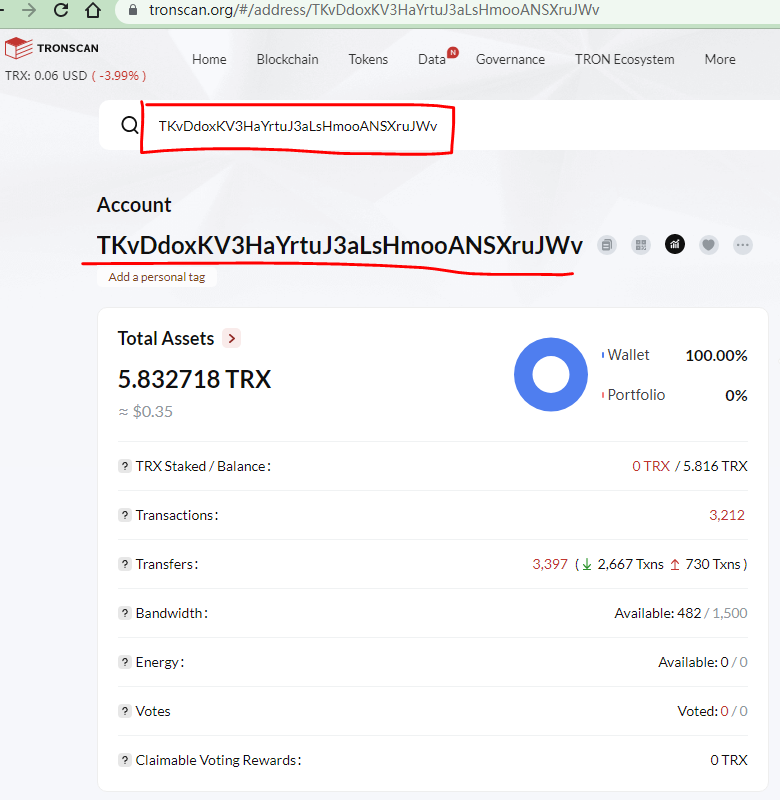 tronscan.org/#/address/TKvDdoxKV3HaYrtuJ3aLsHmooANSXruJWv
TRONSCAN
TRX: 0.06 USD ( -3.99% )
Home Blockchain Tokens Data N Governance TRON Ecosystem More
TKvDdoxKV3HaYrtuJ3aLsHmooANSXruJWv
Account
TKvDdoxKV3HaYrtuJ3aLsHmooANSXruJWv
Add a personal tag
Total Assets >
5.832718 TRX
≈ $0.35
Wallet 100.00%
Portfolio 0%
? TRX Staked / Balance: 0 TRX / 5.816 TRX
? Transactions: 3,212
? Transfers: 3,397 ( ↓ 2,667 Txns ↑ 730 Txns )
? Bandwidth: Available: 482 / 1,500
? Energy: Available: 0 / 0
? Votes Voted: 0 / 0
? Claimable Voting Rewards: 0 TRX